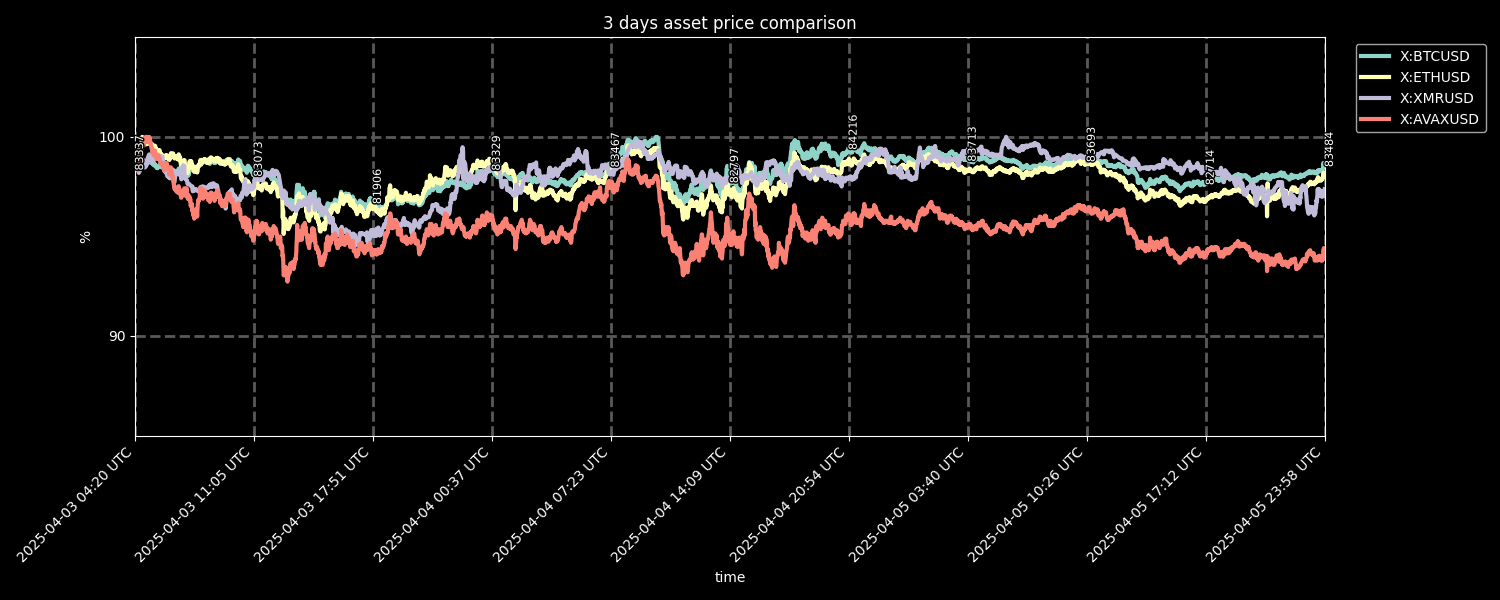 3 days asset price comparison
X:BTCUSD
X:ETHUSD
X:XMRUSD
X:AVAXUSD
100
90
%
83073
81906
83329
83467
82797
84216
83713
83693
82714
83484
2025-04-03 04:20 UTC
2025-04-03 11:05 UTC
2025-04-03 17:51 UTC
2025-04-04 00:37 UTC
2025-04-04 07:23 UTC
2025-04-04 14:09 UTC
2025-04-04 20:54 UTC
2025-04-05 03:40 UTC
2025-04-05 10:26 UTC
2025-04-05 17:12 UTC
2025-04-05 23:58 UTC
time